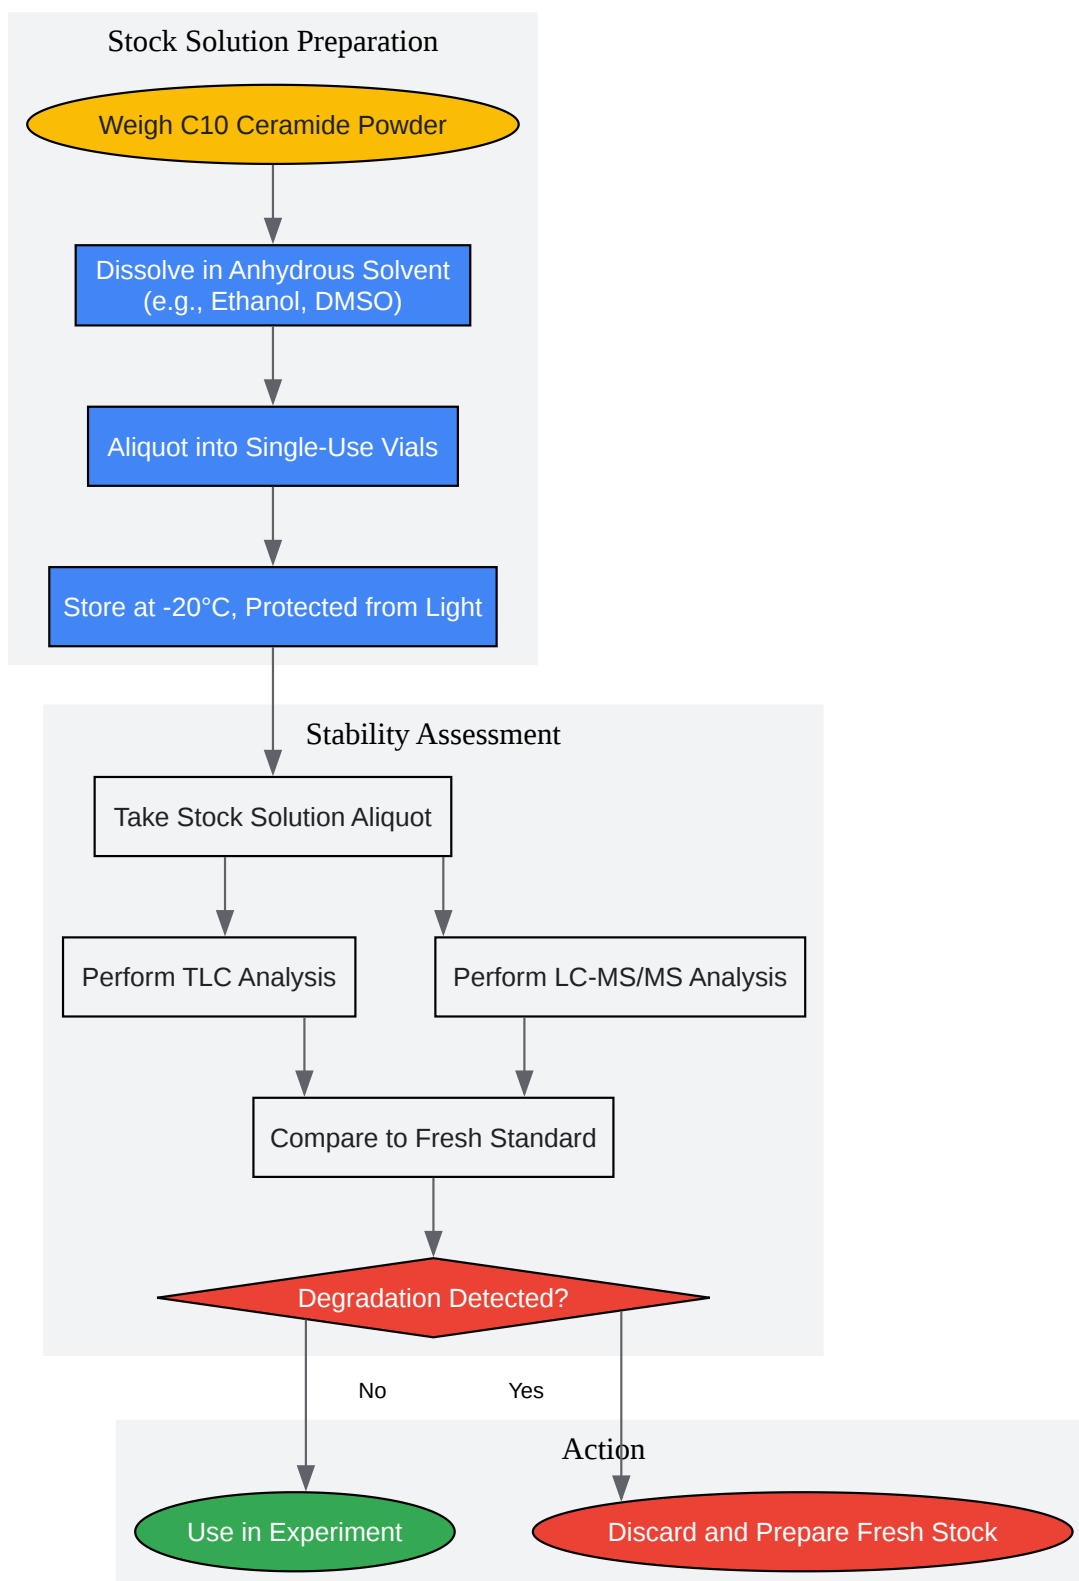 Stock Solution Preparation
Weigh C10 Ceramide Powder
Dissolve in Anhydrous Solvent
(e.g., Ethanol, DMSO)
Aliquot into Single-Use Vials
Store at -20°C, Protected from Light
Stability Assessment
Take Stock Solution Aliquot
Perform TLC Analysis
Perform LC-MS/MS Analysis
Compare to Fresh Standard
Degradation Detected?
No
Yes
Action
Use in Experiment
Discard and Prepare Fresh Stock